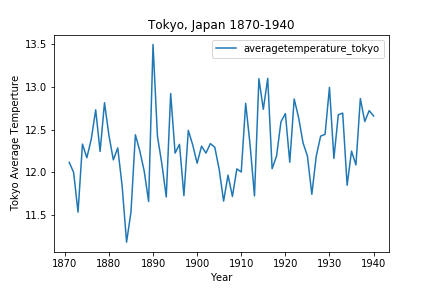 Tokyo, Japan 1870-1940
averagetemperature_tokyo
13.5
13.0
12.5
12.0
11.5
Tokyo Average Temperture
1870 1880 1890 1900 1910 1920 1930 1940
Year